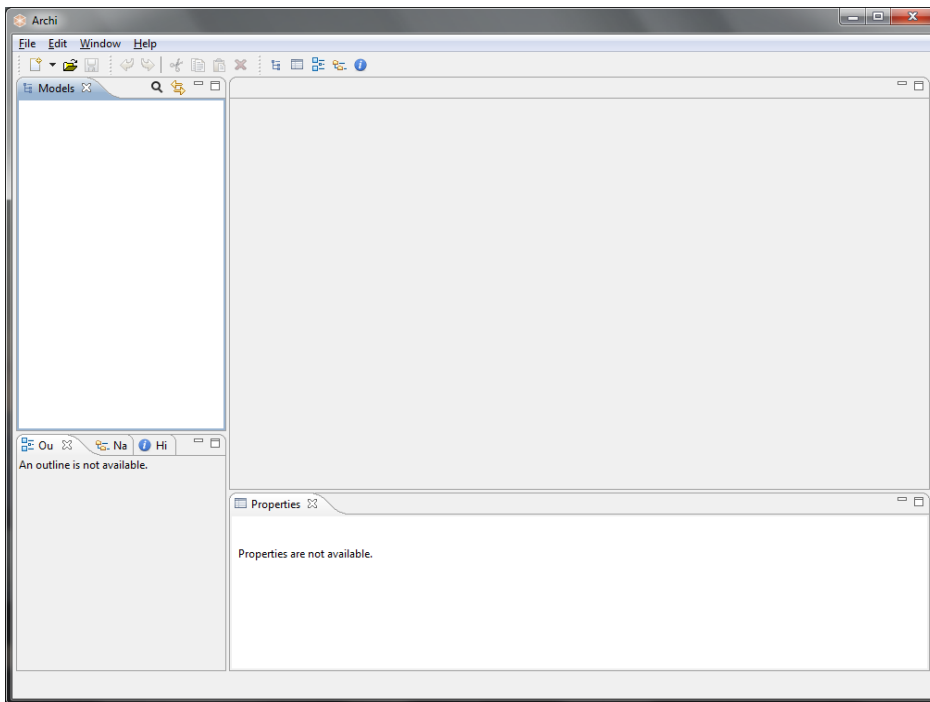 Archi
File Edit Window Help
Models
Ou Na Hi
An outline is not available.
Properties
Properties are not available.